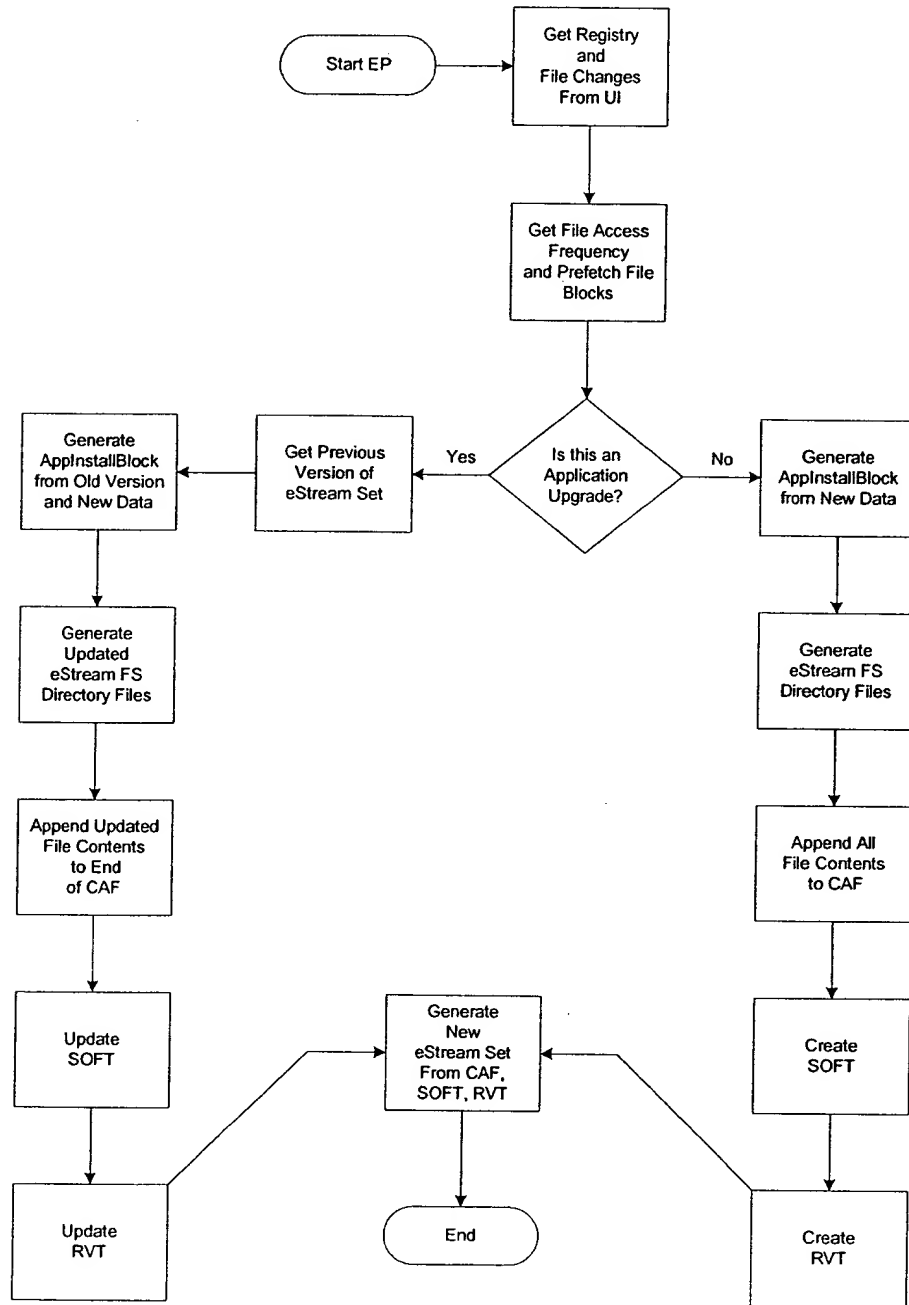 Start EP
Get Registry
and
File Changes
From UI
Get File Access
Frequency
and Prefetch File
Blocks
Is this an
Application
Upgrade?
Yes
No
Get Previous
Version of
eStream Set
Generate
AppInstallBlock
from Old Version
and New Data
Generate
Updated
eStream FS
Directory Files
Append Updated
File Contents
to End
of CAF
Update
SOFT
Update
RVT
Generate
AppInstallBlock
from New Data
Generate
eStream FS
Directory Files
Append All
File Contents
to CAF
Create
SOFT
Create
RVT
Generate
New
eStream Set
From CAF,
SOFT, RVT
End